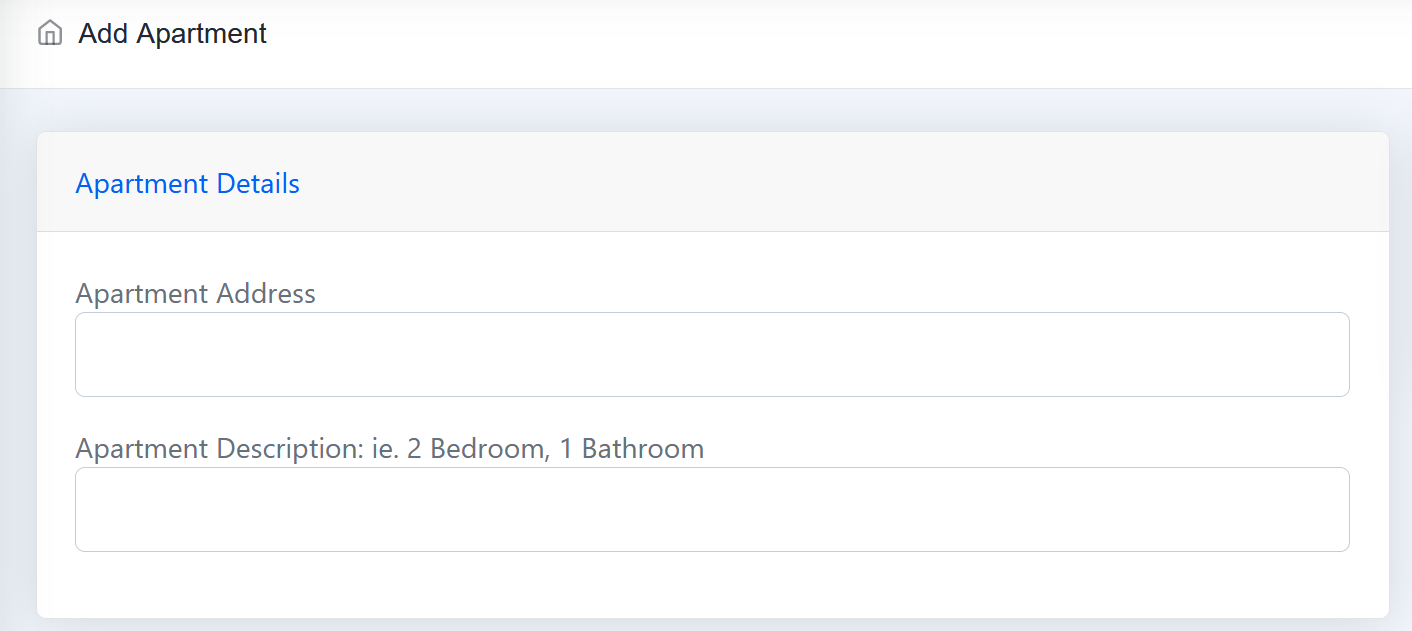 Add Apartment
Apartment Details
Apartment Address
Apartment Description: ie. 2 Bedroom, 1 Bathroom